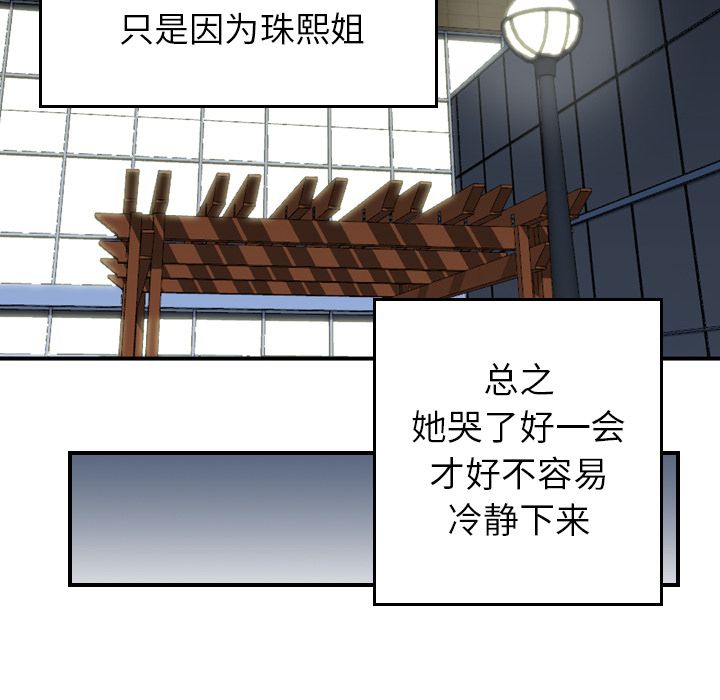 只是因为珠熙姐
总之
她哭了好一会
才好不容易
冷静下来